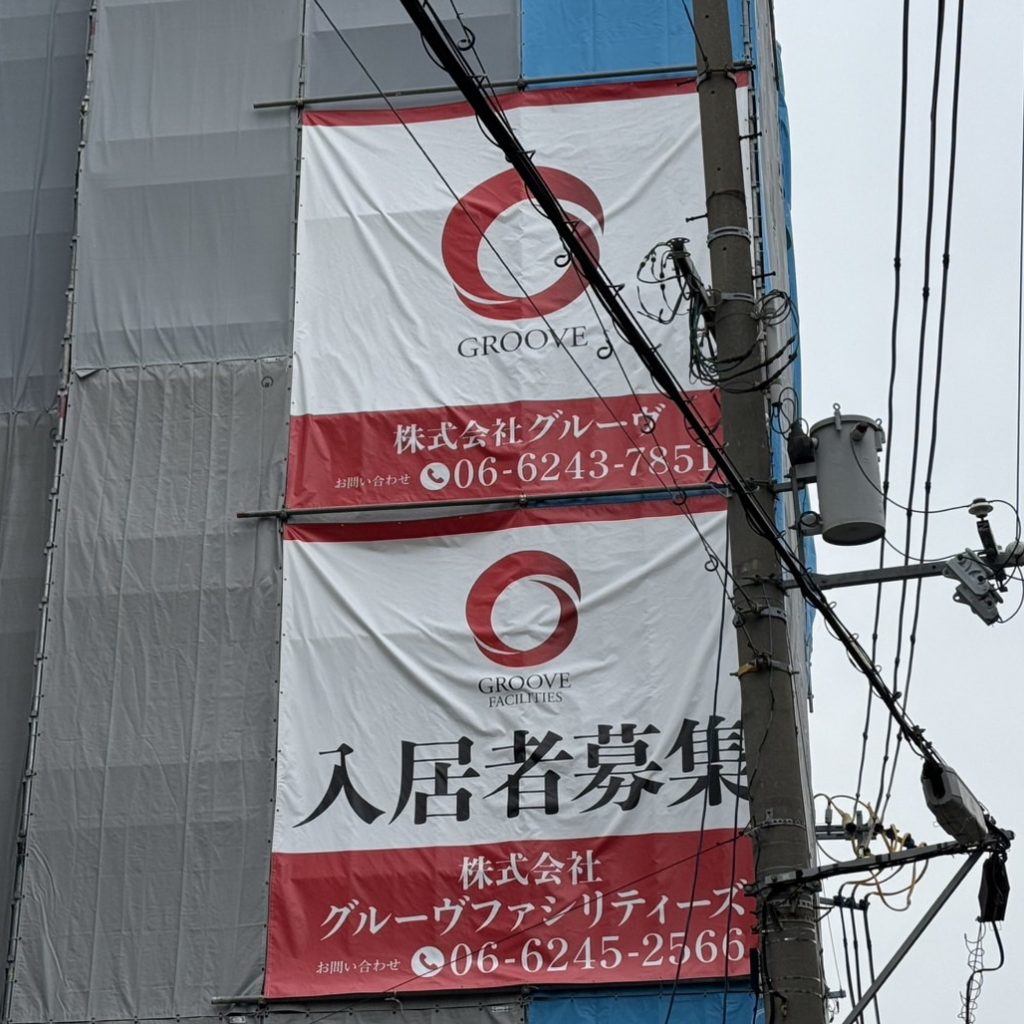 GROOVE
株式会社グルーヴ
お問い合わせ 06-6243-7851
GROOVE
FACILITIES
入居者募集
株式会社
グルーヴファシリティーズ
お問い合わせ 06-6245-2566